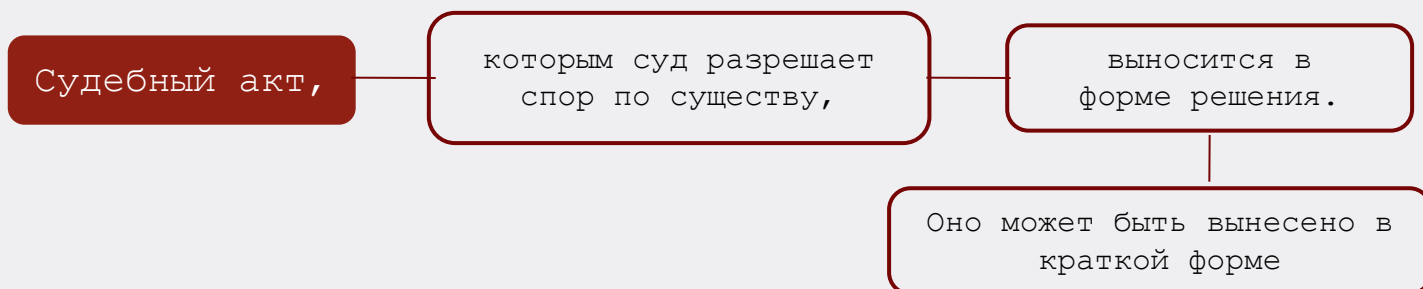 Судебный акт,
которым суд разрешает
спор по существу,
выносится в
форме решения.
Оно может быть вынесено в
краткой форме